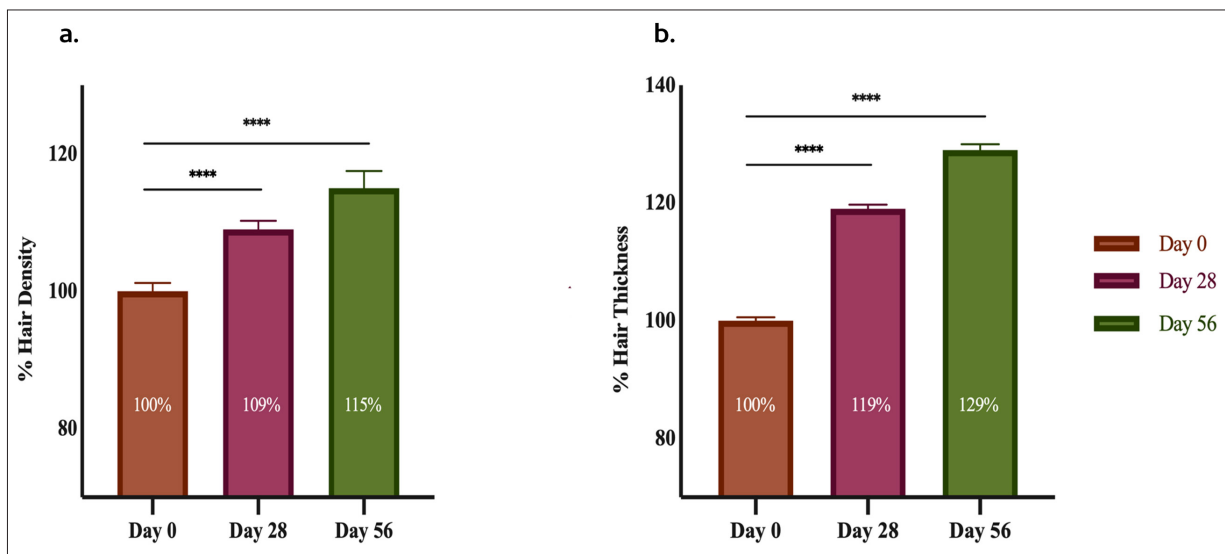 a.
% Hair Density
120
100
80
****
****
100%
109%
115%
Day 0
Day 28
Day 56
b.
% Hair Thickness
140
120
100
80
****
****
100%
119%
129%
Day 0
Day 28
Day 56
Day 0
Day 28
Day 56